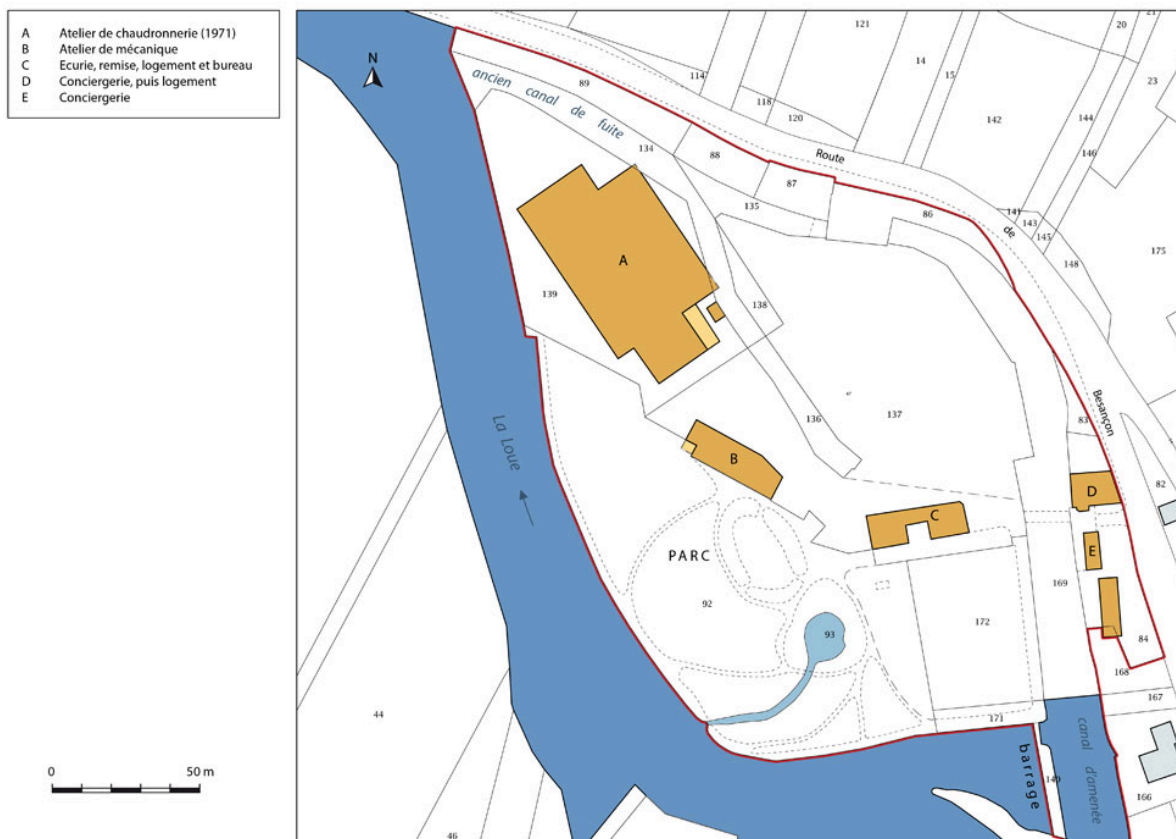 A Atelier de chaudronnerie (1971)
B Atelier de mécanique
C Ecurie, remise, logement et bureau
D Conciergerie, puis logement
E Conciergerie
0 50 m
N
21
20
121
14
15
114
89
23
ancien canal de fuite
118
120
142
144
146
134
88
Route
87
135
86
141
143
145
de
148
175
A
139
138
Besançon
137
136
83
La Loue
B
82
D
C
E
PARC
169
92
93
172
84
168
167
44
171
barrage
canal d'amenée
140
166
46